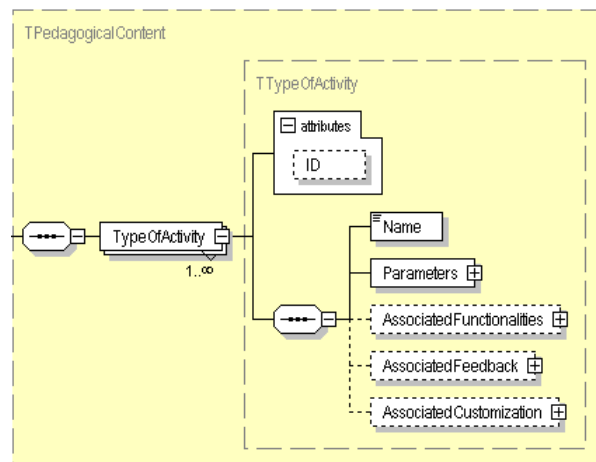 TPedagogicalContent
TTypeOfActivity
attributes
ID
TypeOfActivity
1..∞
Name
Parameters
AssociatedFunctionalities
AssociatedFeedback
AssociatedCustomization